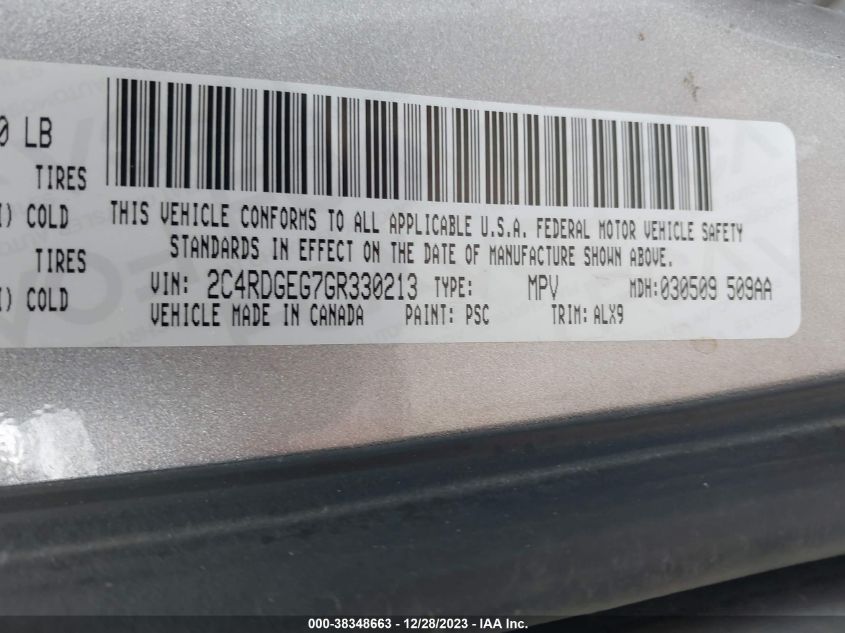 0 LB
TIRES
I) COLD
TIRES
I) COLD
THIS VEHICLE CONFORMS TO ALL APPLICABLE U.S.A. FEDERAL MOTOR VEHICLE SAFETY
STANDARDS IN EFFECT ON THE DATE OF MANUFACTURE SHOWN ABOVE.
VIN: 2C4RDGEG7GR330213 TYPE: MPV MDH:030509 509AA
VEHICLE MADE IN CANADA PAINT: PSC TRIM: ALX9
000-38348663 - 12/28/2023 - IAA Inc.